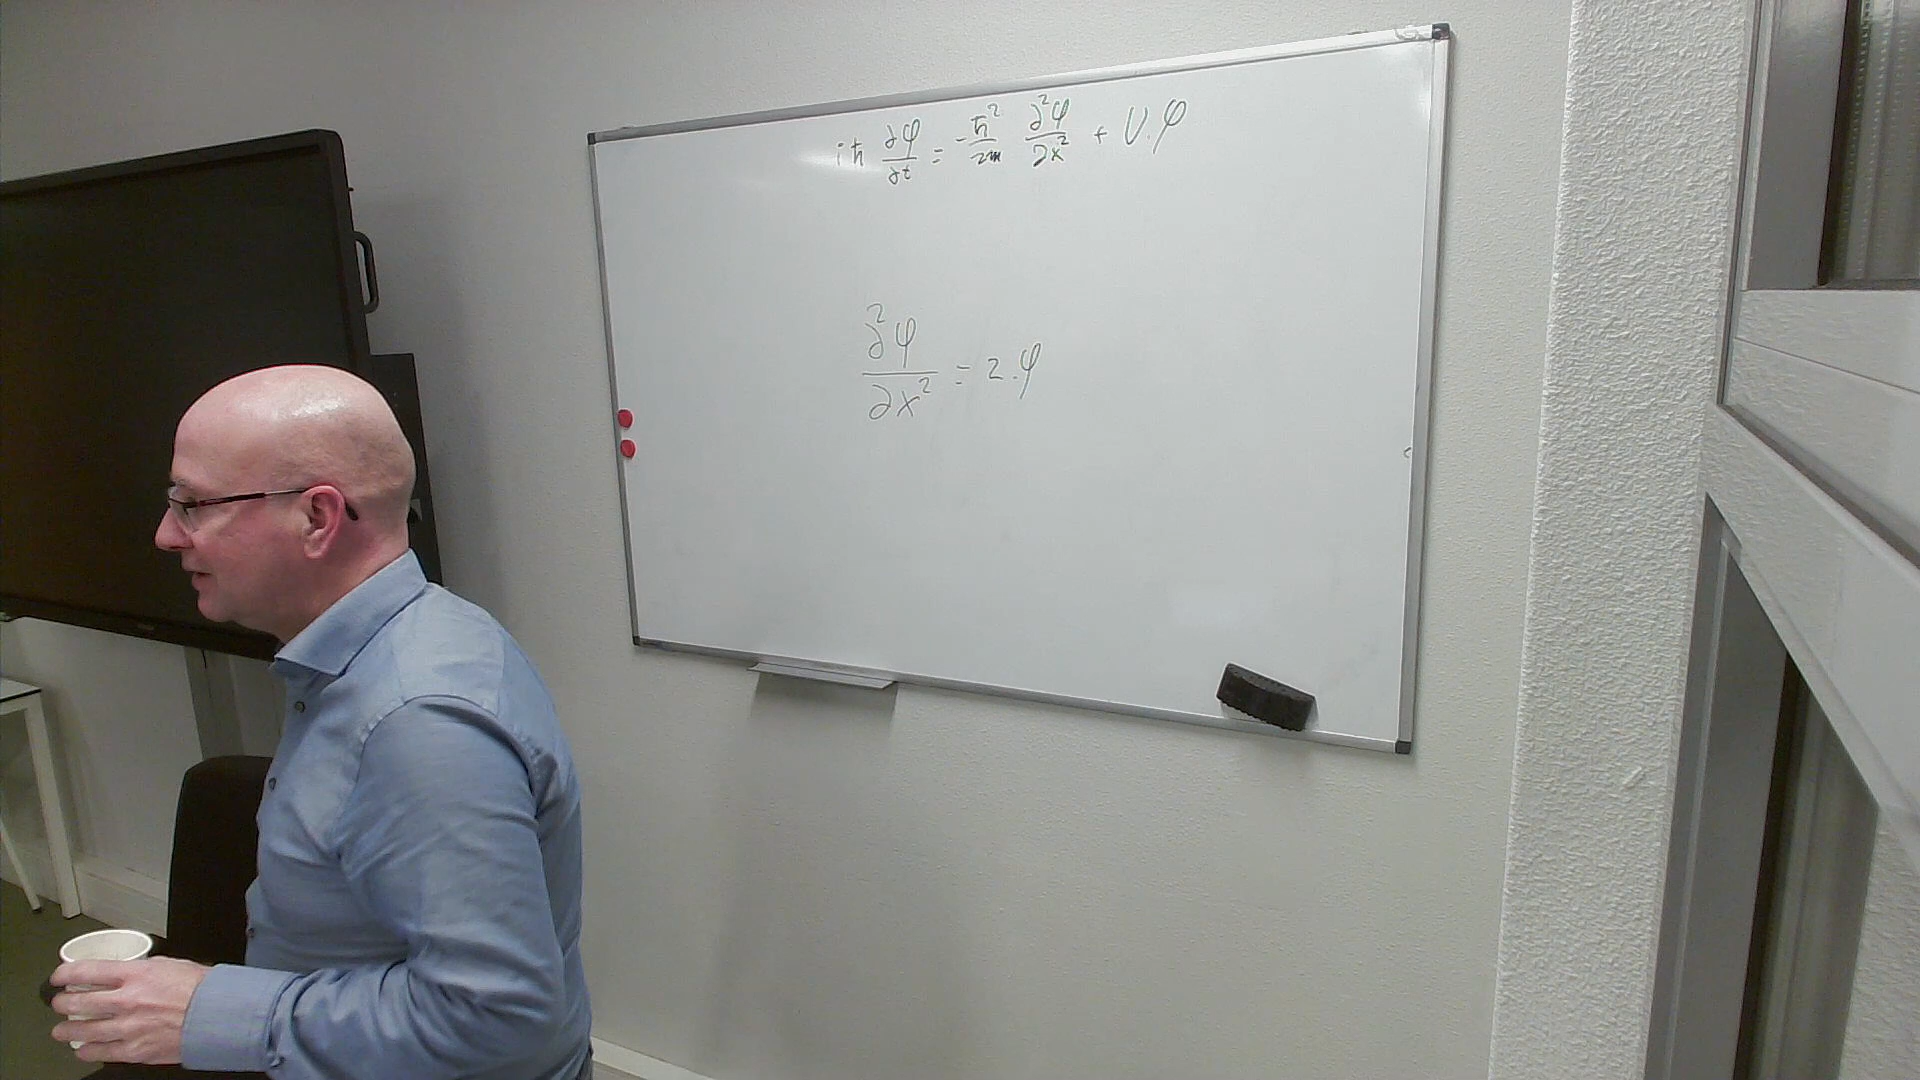 iℏ ∂φ/∂t = -ℏ²/2m ∂²φ/∂x² + V.φ
∂²φ/∂x² = 2.φ